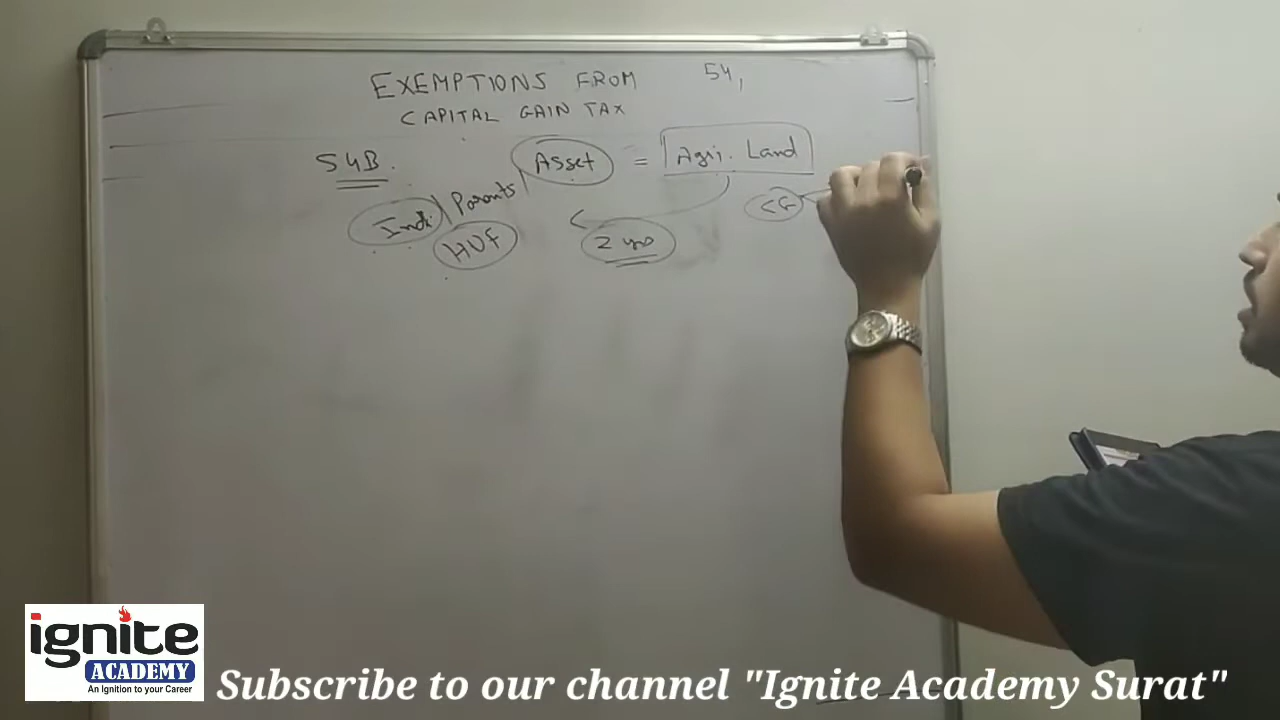 EXEMPTIONS FROM 54,
CAPITAL GAIN TAX
54B. Asset = Agri. Land
Indi / Parents
HUF 2 yrs CG
ignite
ACADEMY
An Ignition to your Career
Subscribe to our channel "Ignite Academy Surat"